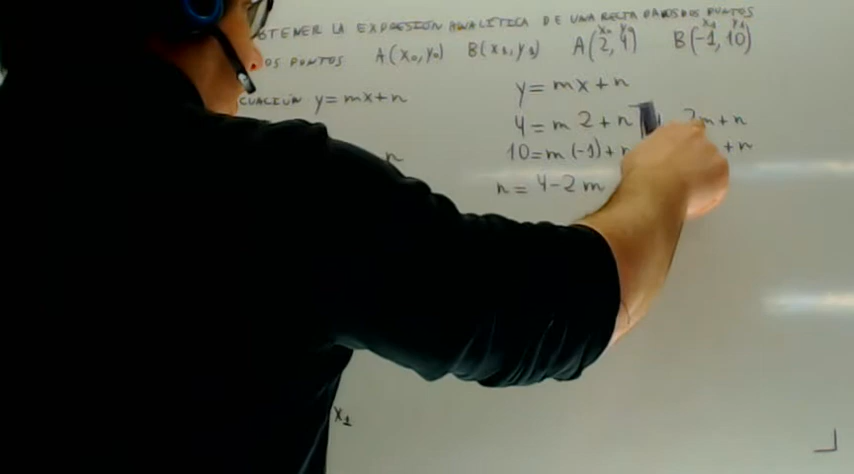 OBTENER LA EXPRESIÓN ANALÍTICA DE UNA RECTA DADOS DOS PUNTOS
DOS PUNTOS A(x₀,y₀) B(x₁,y₁) A(2,4) B(-1,10)
x₀ y₀ x₁ y₁
ECUACIÓN y=mx+n
y=mx+n
4=m2+n 2m+n
10=m(-1)+n +n
n
n=4-2m
x₁